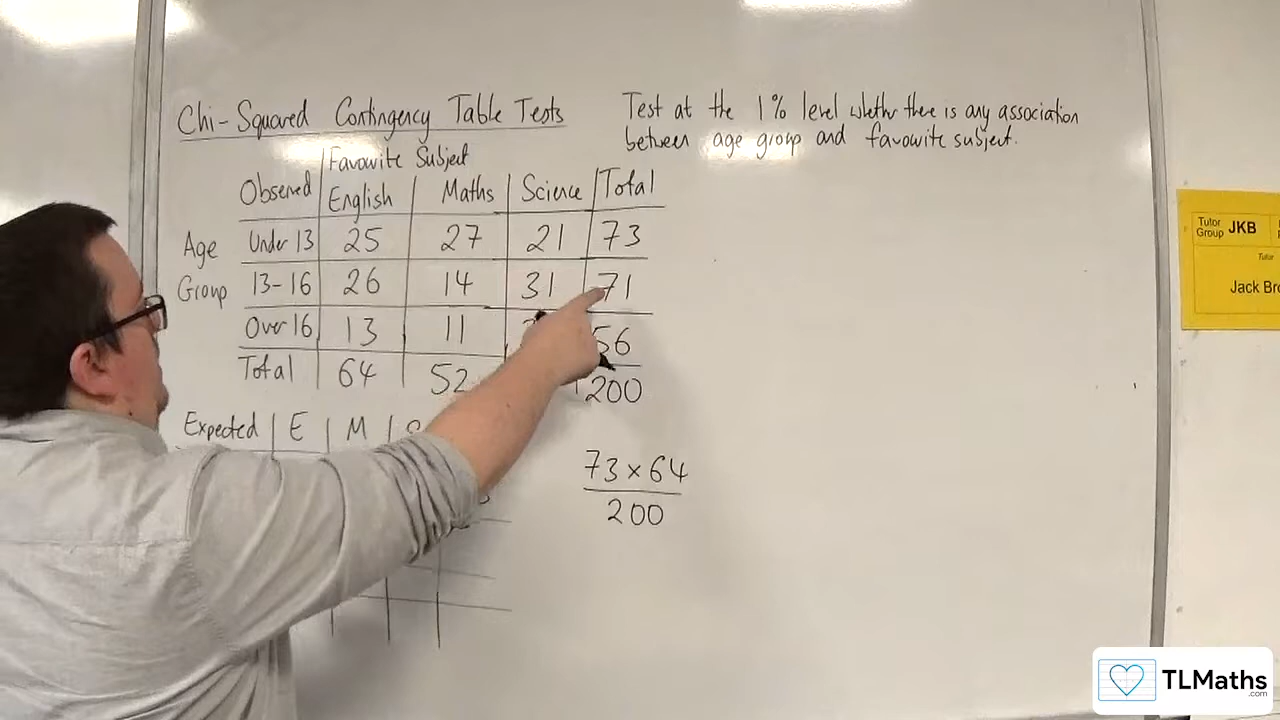 Chi-Squared Contingency Table Tests
Test at the 1% level whether there is any association
between age group and favourite subject.
Favourite Subject
Observed English Maths Science Total
Age
Group
Under 13 25 27 21 73
13-16 26 14 31 71
Over 16 13 11 56
Total 64 52 200
Expected E M
73 × 64
200
Tutor
Group JKB
Tutor
Jack
TLMaths
.com